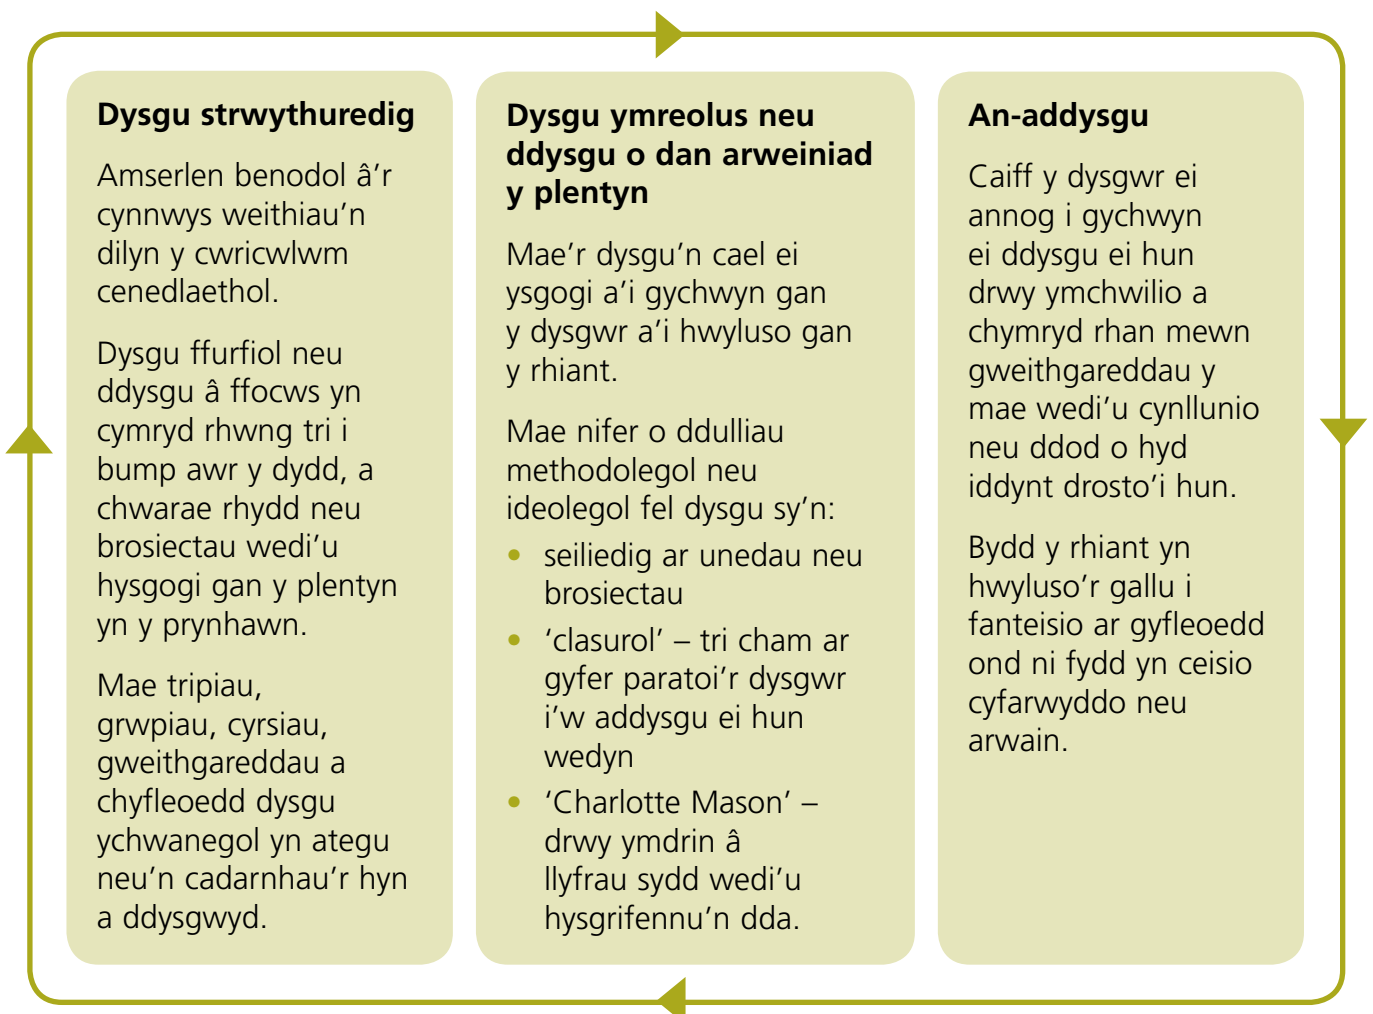 Dysgu strwythuredig
Amserlen benodol â’r
cynnwys weithiau’n
dilyn y cwricwlwm
cenedlaethol.
Dysgu ffurfiol neu
ddysgu â ffocws yn
cymryd rhwng tri i
bump awr y dydd, a
chwarae rhydd neu
brosiectau wedi’u
hysgogi gan y plentyn
yn y prynhawn.
Mae tripiau,
grwpiau, cyrsiau,
gweithgareddau a
chyfleoedd dysgu
ychwanegol yn ategu
neu’n cadarnhau’r hyn
a ddysgwyd.
Dysgu ymreolus neu
ddysgu o dan arweiniad
y plentyn
Mae’r dysgu’n cael ei
ysgogi a’i gychwyn gan
y dysgwr a’i hwyluso gan
y rhiant.
Mae nifer o ddulliau
methodolegol neu
ideolegol fel dysgu sy’n:
• seiliedig ar unedau neu
brosiectau
• ‘clasurol’ – tri cham ar
gyfer paratoi’r dysgwr
i’w addysgu ei hun
wedyn
• ‘Charlotte Mason’ –
drwy ymdrin â
llyfrau sydd wedi’u
hysgrifennu’n dda.
An-addysgu
Caiff y dysgwr ei
annog i gychwyn
ei ddysgu ei hun
drwy ymchwilio a
chymryd rhan mewn
gweithgareddau y
mae wedi’u cynllunio
neu ddod o hyd
iddynt drosto’i hun.
Bydd y rhiant yn
hwyluso’r gallu i
fanteisio ar gyfleoedd
ond ni fydd yn ceisio
cyfarwyddo neu
arwain.